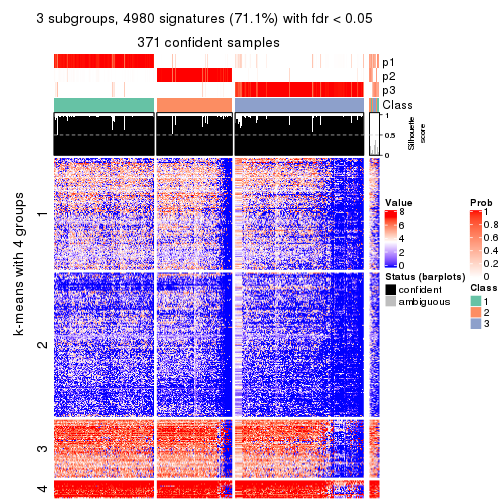 3 subgroups, 4980 signatures (71.1%) with fdr < 0.05
371 confident samples
p1
p2
p3
Class
1
0.5
0
Silhouette
score
k-means with 4 groups
1
2
3
4
Value
8
6
4
2
0
Status (barplots)
confident
ambiguous
Prob
1
0.8
0.6
0.4
0.2
0
Class
1
2
3